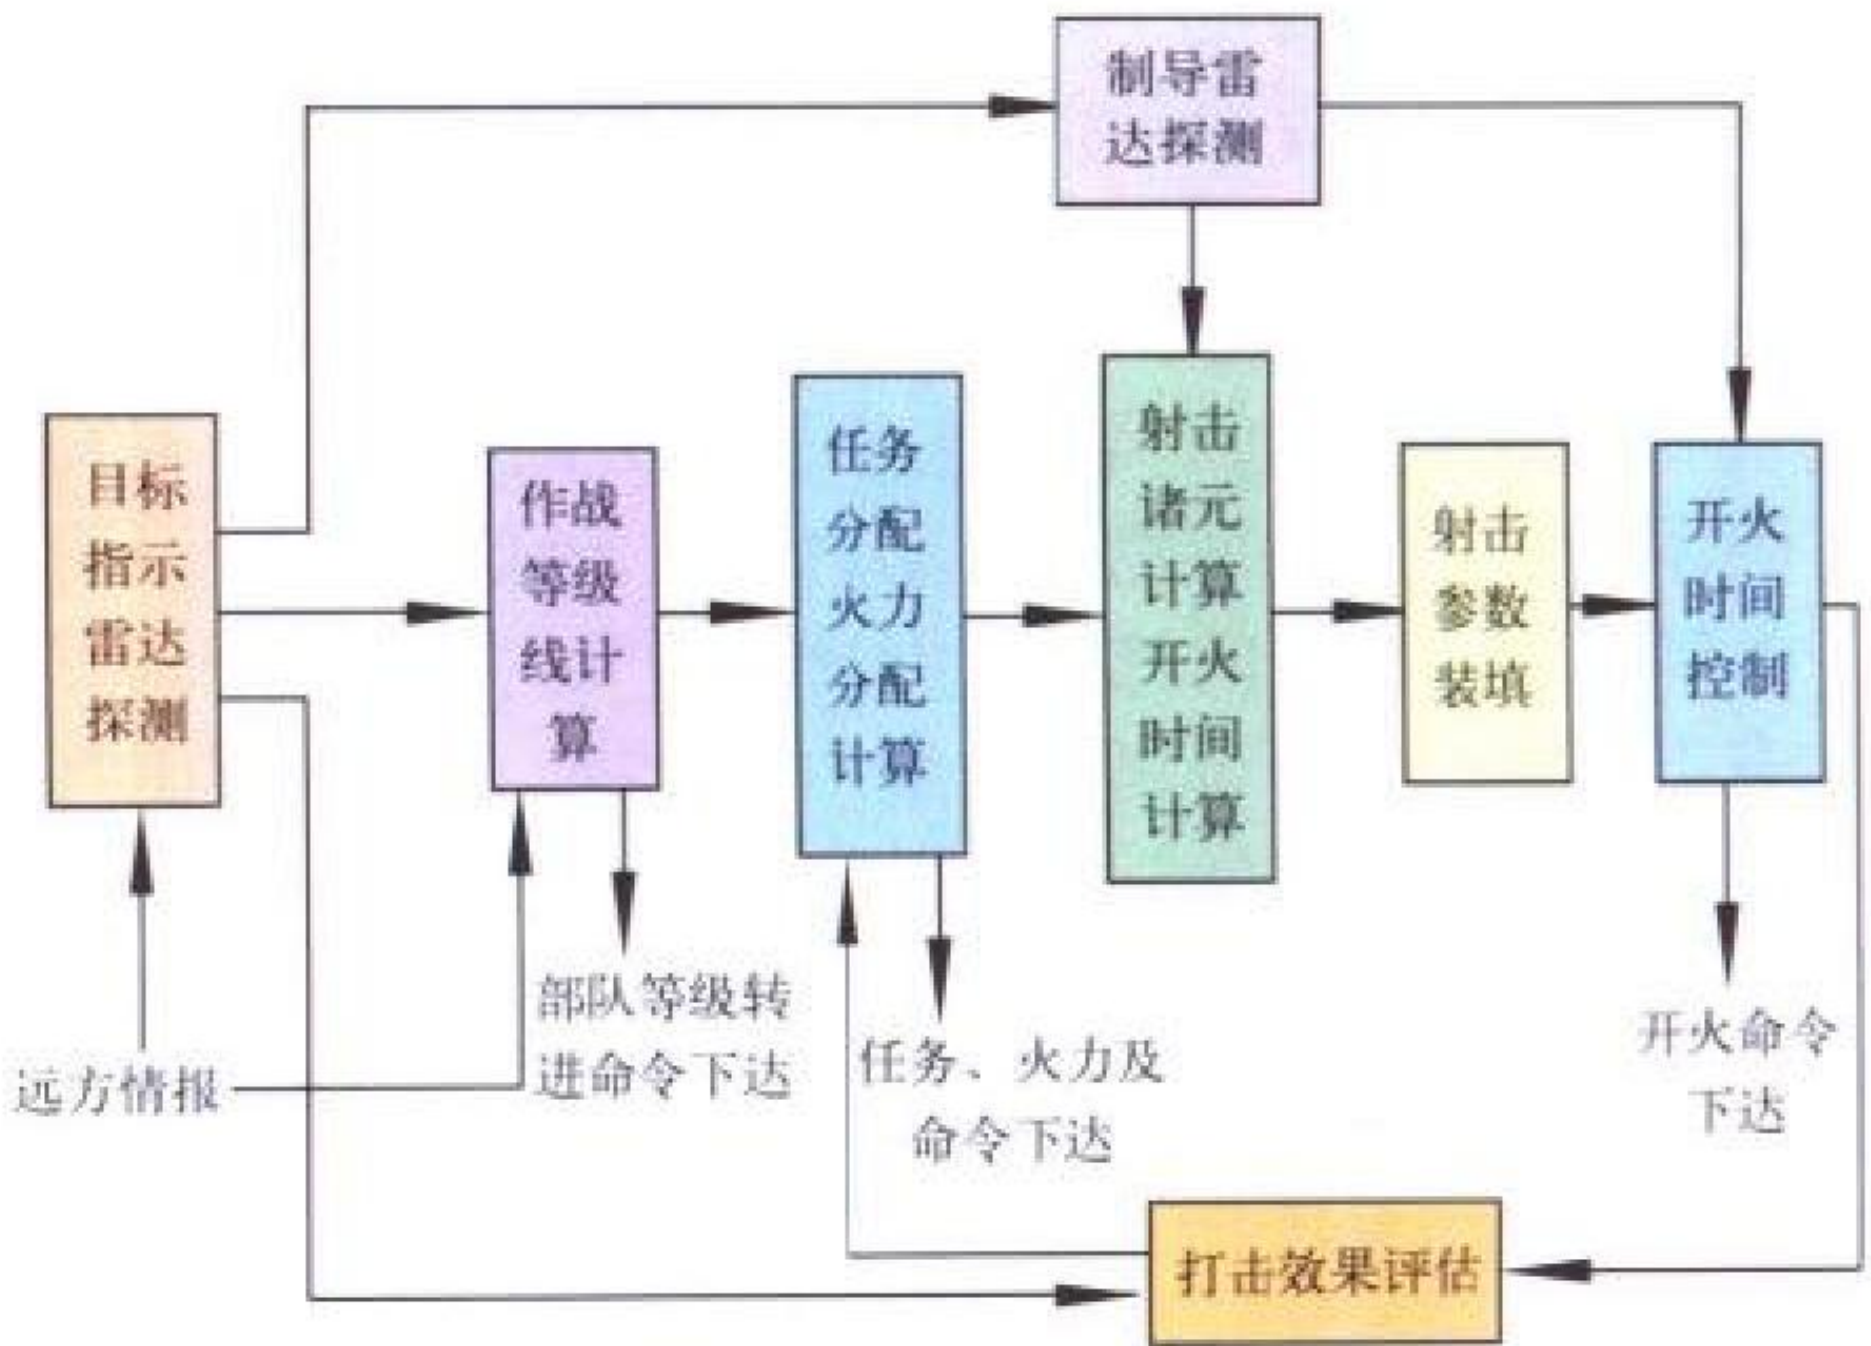 制导雷
达探测
目标
指示
雷达
探测
作战
等级
线计
算
任务
分配
火力
分配
计算
射击
诸元
计算
开火
时间
计算
射击
参数
装填
开火
时间
控制
远方情报
部队等级转
进命令下达
任务、火力及
命令下达
开火命令
下达
打击效果评估